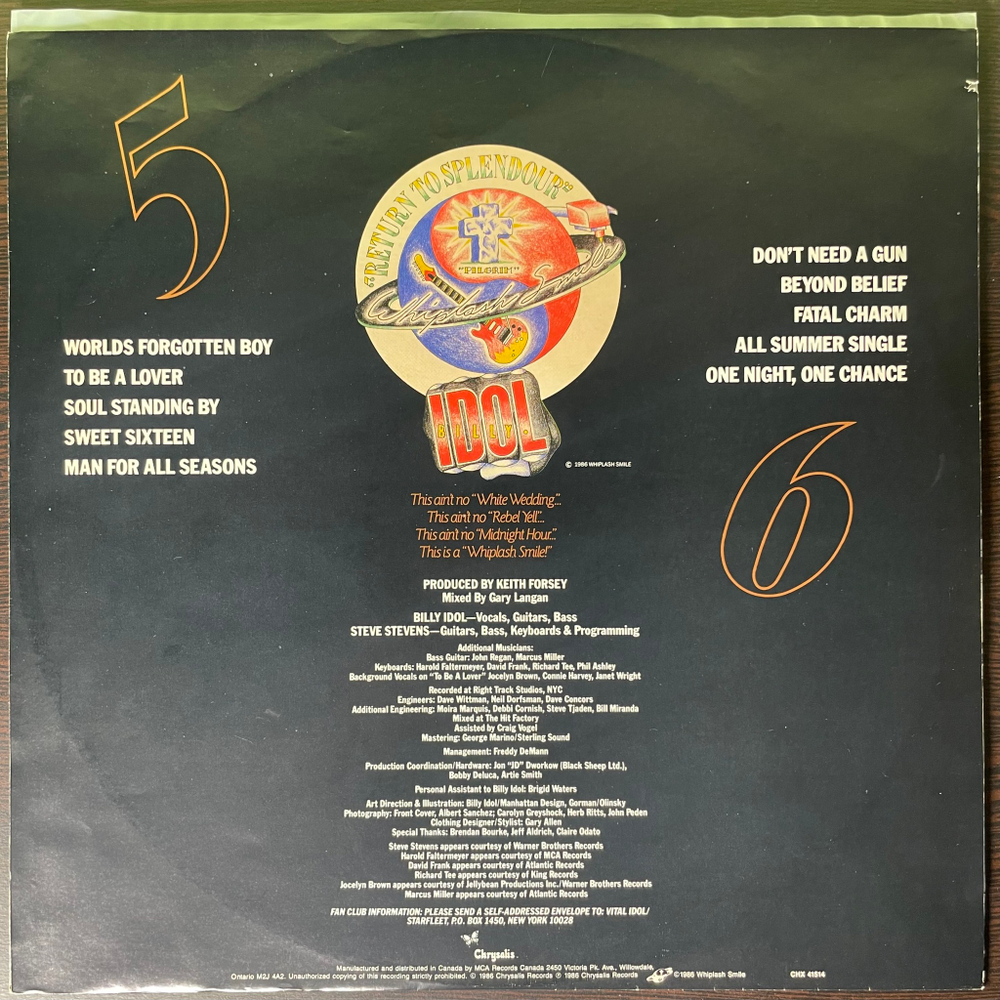 5
WORLDS FORGOTTEN BOY
TO BE A LOVER
SOUL STANDING BY
SWEET SIXTEEN
MAN FOR ALL SEASONS
"RETURN TO SPLENDOUR"
"PILGRIM"
Whiplash Smile
IDOL
BILLY
© 1986 WHIPLASH SMILE
DON'T NEED A GUN
BEYOND BELIEF
FATAL CHARM
ALL SUMMER SINGLE
ONE NIGHT, ONE CHANCE
6
This ain't no "White Wedding"...
This ain't no "Rebel Yell"...
This ain't no "Midnight Hour"...
This is a "Whiplash Smile!"
PRODUCED BY KEITH FORSEY
Mixed By Gary Langan
BILLY IDOL—Vocals, Guitars, Bass
STEVE STEVENS—Guitars, Bass, Keyboards & Programming
Additional Musicians:
Bass Guitar: John Regan, Marcus Miller
Keyboards: Harold Faltermeyer, David Frank, Richard Tee, Phil Ashley
Background Vocals on "To Be A Lover" Jocelyn Brown, Connie Harvey, Janet Wright
Recorded at Right Track Studios, NYC
Engineers: Dave Wittman, Neil Dorfsman, Dave Concors
Additional Engineering: Moira Marquis, Debbi Cornish, Steve Tjaden, Bill Miranda
Mixed at The Hit Factory
Assisted by Craig Vogel
Mastering: George Marino/Sterling Sound
Management: Freddy DeMann
Production Coordination/Hardware: Jon "JD" Dworkow (Black Sheep Ltd.),
Bobby Deluca, Artie Smith
Personal Assistant to Billy Idol: Brigid Waters
Art Direction & Illustration: Billy Idol/Manhattan Design, Gorman/Olinsky
Photography: Front Cover, Albert Sanchez; Carolyn Greyshock, Herb Ritts, John Peden
Clothing Designer/Stylist: Gary Allen
Special Thanks: Brendan Bourke, Jeff Aldrich, Claire Odato
Steve Stevens appears courtesy of Warner Brothers Records
Harold Faltermeyer appears courtesy of MCA Records
David Frank appears courtesy of Atlantic Records
Richard Tee appears courtesy of King Records
Jocelyn Brown appears courtesy of Jellybean Productions Inc./Warner Brothers Records
Marcus Miller appears courtesy of Atlantic Records
FAN CLUB INFORMATION: PLEASE SEND A SELF-ADDRESSED ENVELOPE TO: VITAL IDOL/
STARFLEET, P.O. BOX 1450, NEW YORK 10028
Chrysalis.
Manufactured and distributed in Canada by MCA Records Canada 2450 Victoria Pk. Ave., Willowdale,
Ontario M2J 4A2. Unauthorized copying of this recording strictly prohibited. © 1986 Chrysalis Records ℗ 1986 Chrysalis Records
©1986 Whiplash Smile
CHX 41514